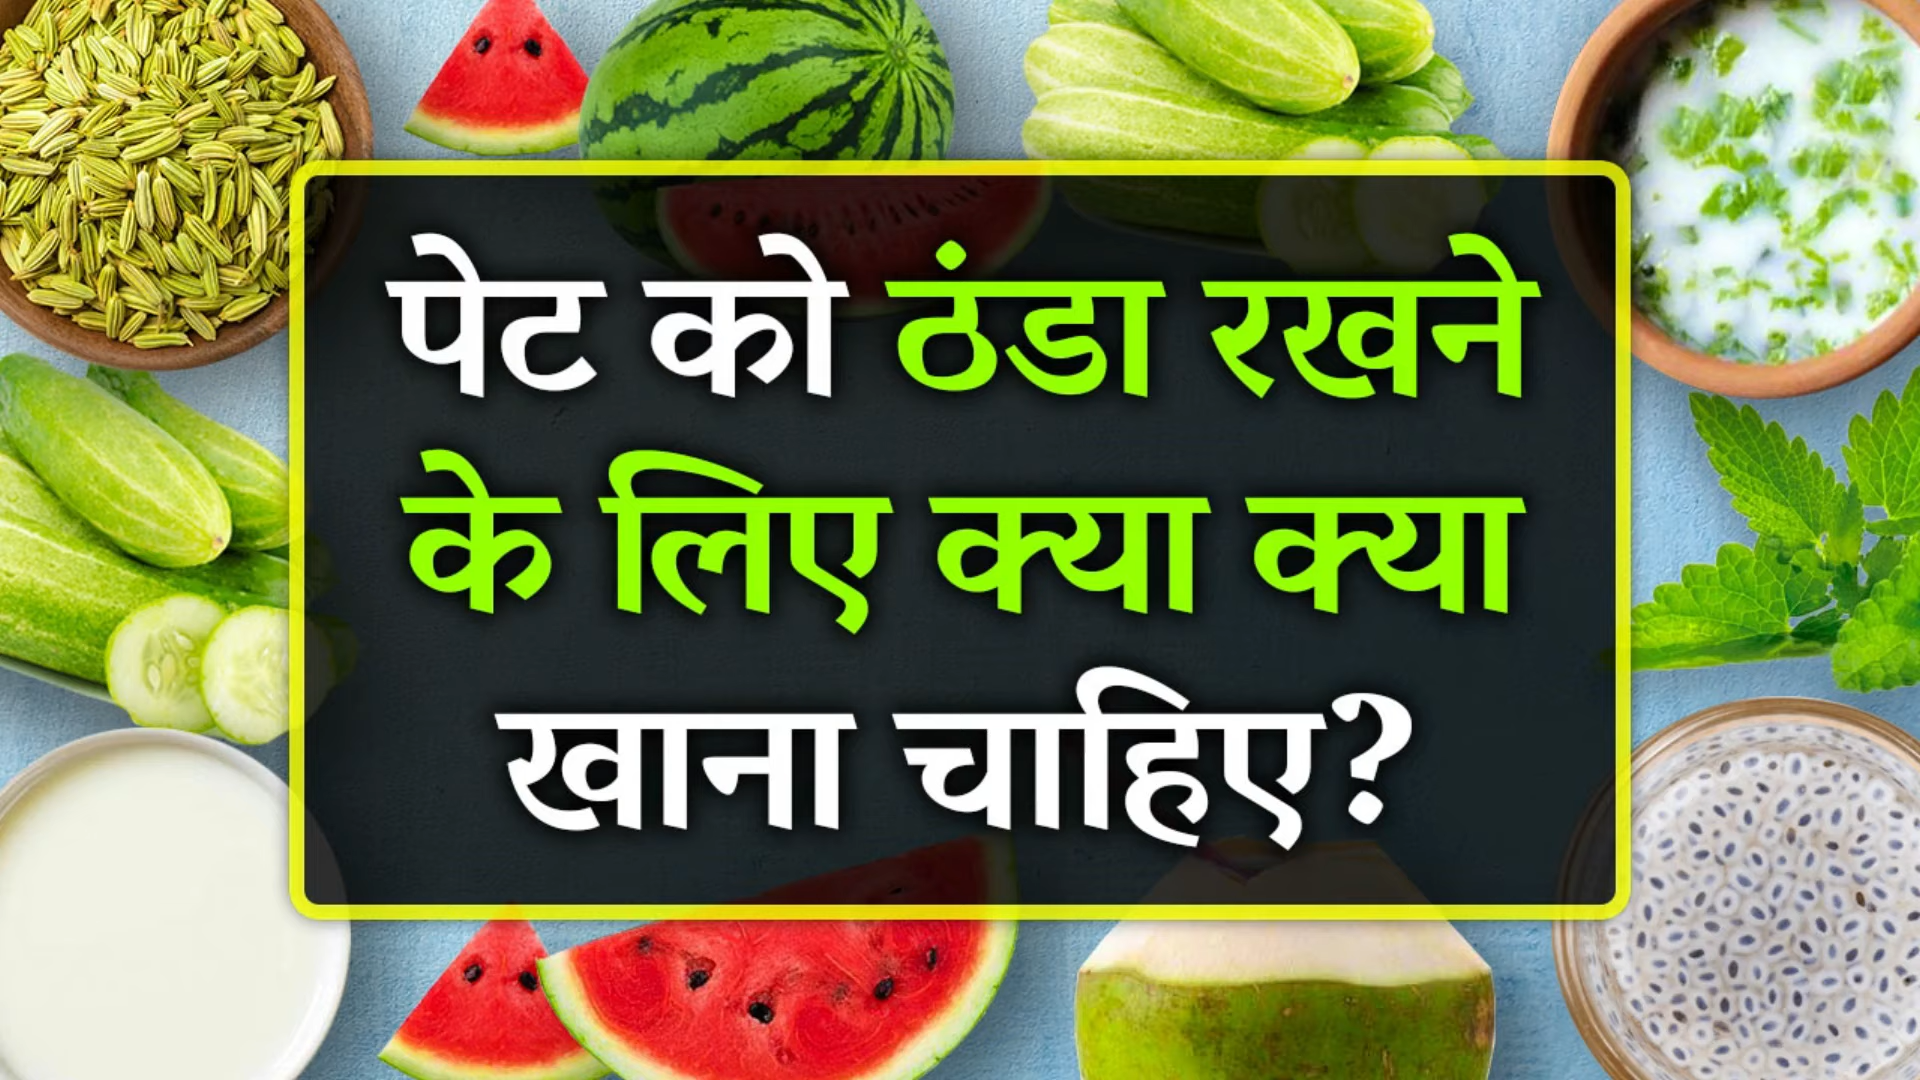 पेट को ठंडा रखने
के लिए क्या क्या
खाना चाहिए?